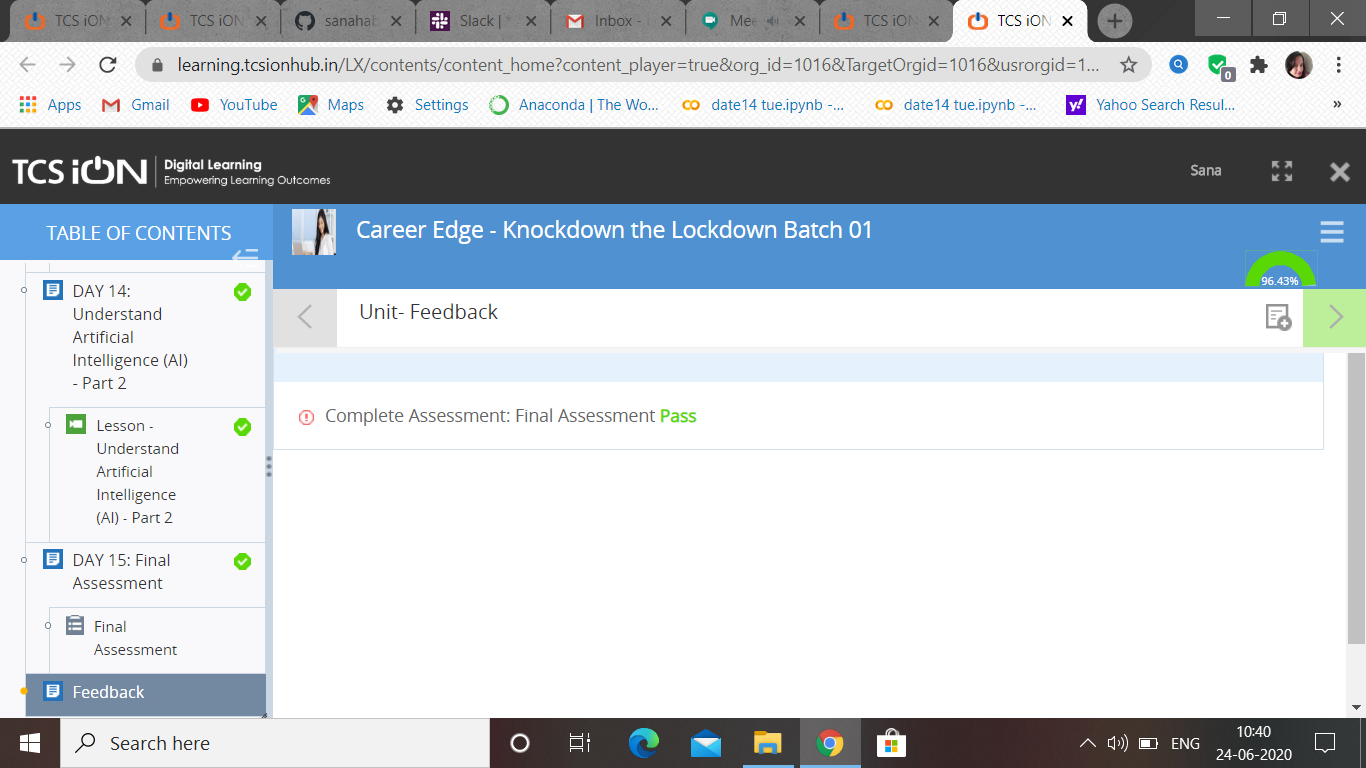 TCS iON
TCS iON
sanahab
Slack | *
Inbox - i
Mee
TCS iON
TCS iON
learning.tcsionhub.in/LX/contents/content_home?content_player=true&org_id=1016&TargetOrgid=1016&usrorgid=1...
0
Apps
Gmail
YouTube
Maps
Settings
Anaconda | The Wo...
date14 tue.ipynb -...
date14 tue.ipynb -...
Yahoo Search Resul...
»
TCS iON
Digital Learning
Empowering Learning Outcomes
Sana
TABLE OF CONTENTS
Career Edge - Knockdown the Lockdown Batch 01
96.43%
DAY 14:
Understand
Artificial
Intelligence (AI)
- Part 2
Lesson -
Understand
Artificial
Intelligence
(AI) - Part 2
DAY 15: Final
Assessment
Final
Assessment
Feedback
Unit- Feedback
Complete Assessment: Final Assessment Pass
Search here
ENG
10:40
24-06-2020